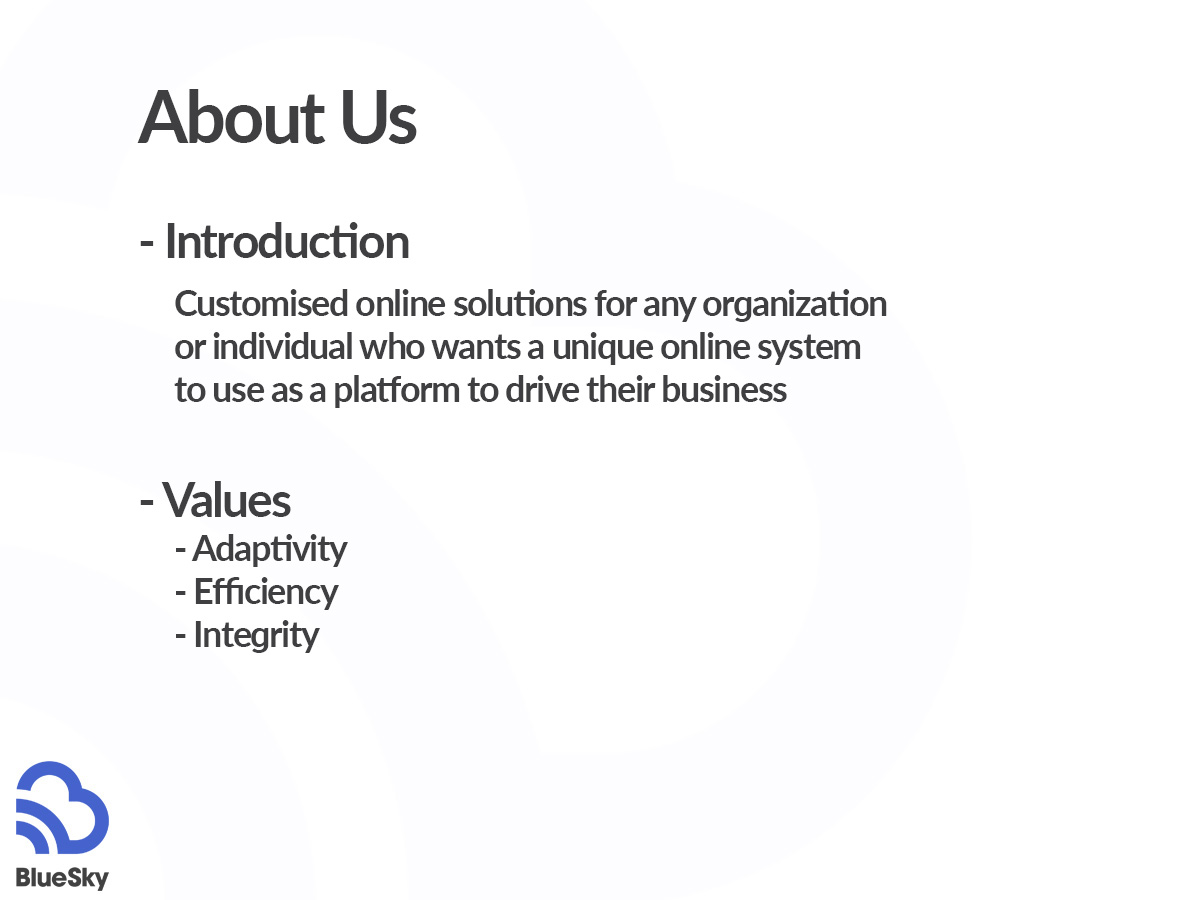 About Us
- Introduction
Customised online solutions for any organization
or individual who wants a unique online system
to use as a platform to drive their business
- Values
- Adaptivity
- Efficiency
- Integrity
BlueSky